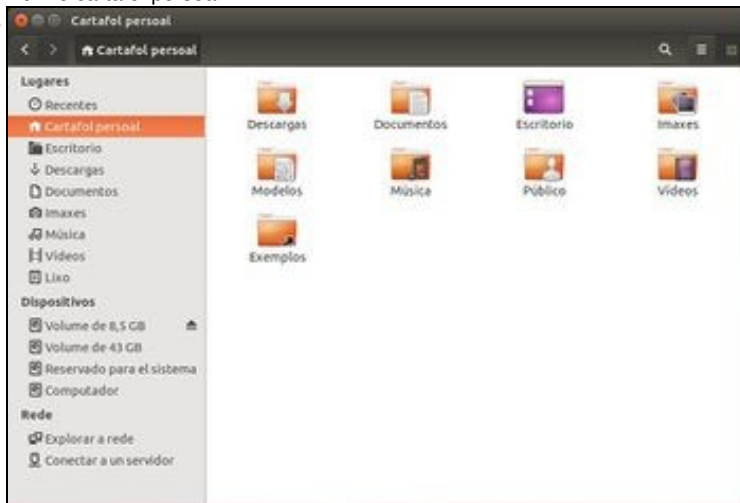 Cartafol persoal
Cartafol persoal
Lugares
Recentes
Cartafol persoal
Escritorio
Descargas
Documentos
Imaxes
Música
Vídeos
Lixo
Dispositivos
Volume de 8,5 GB
Volume de 43 GB
Reservado para el sistema
Computador
Rede
Explorar a rede
Conectar a un servidor
Descargas
Documentos
Escritorio
Imaxes
Modelos
Música
Público
Vídeos
Exemplos